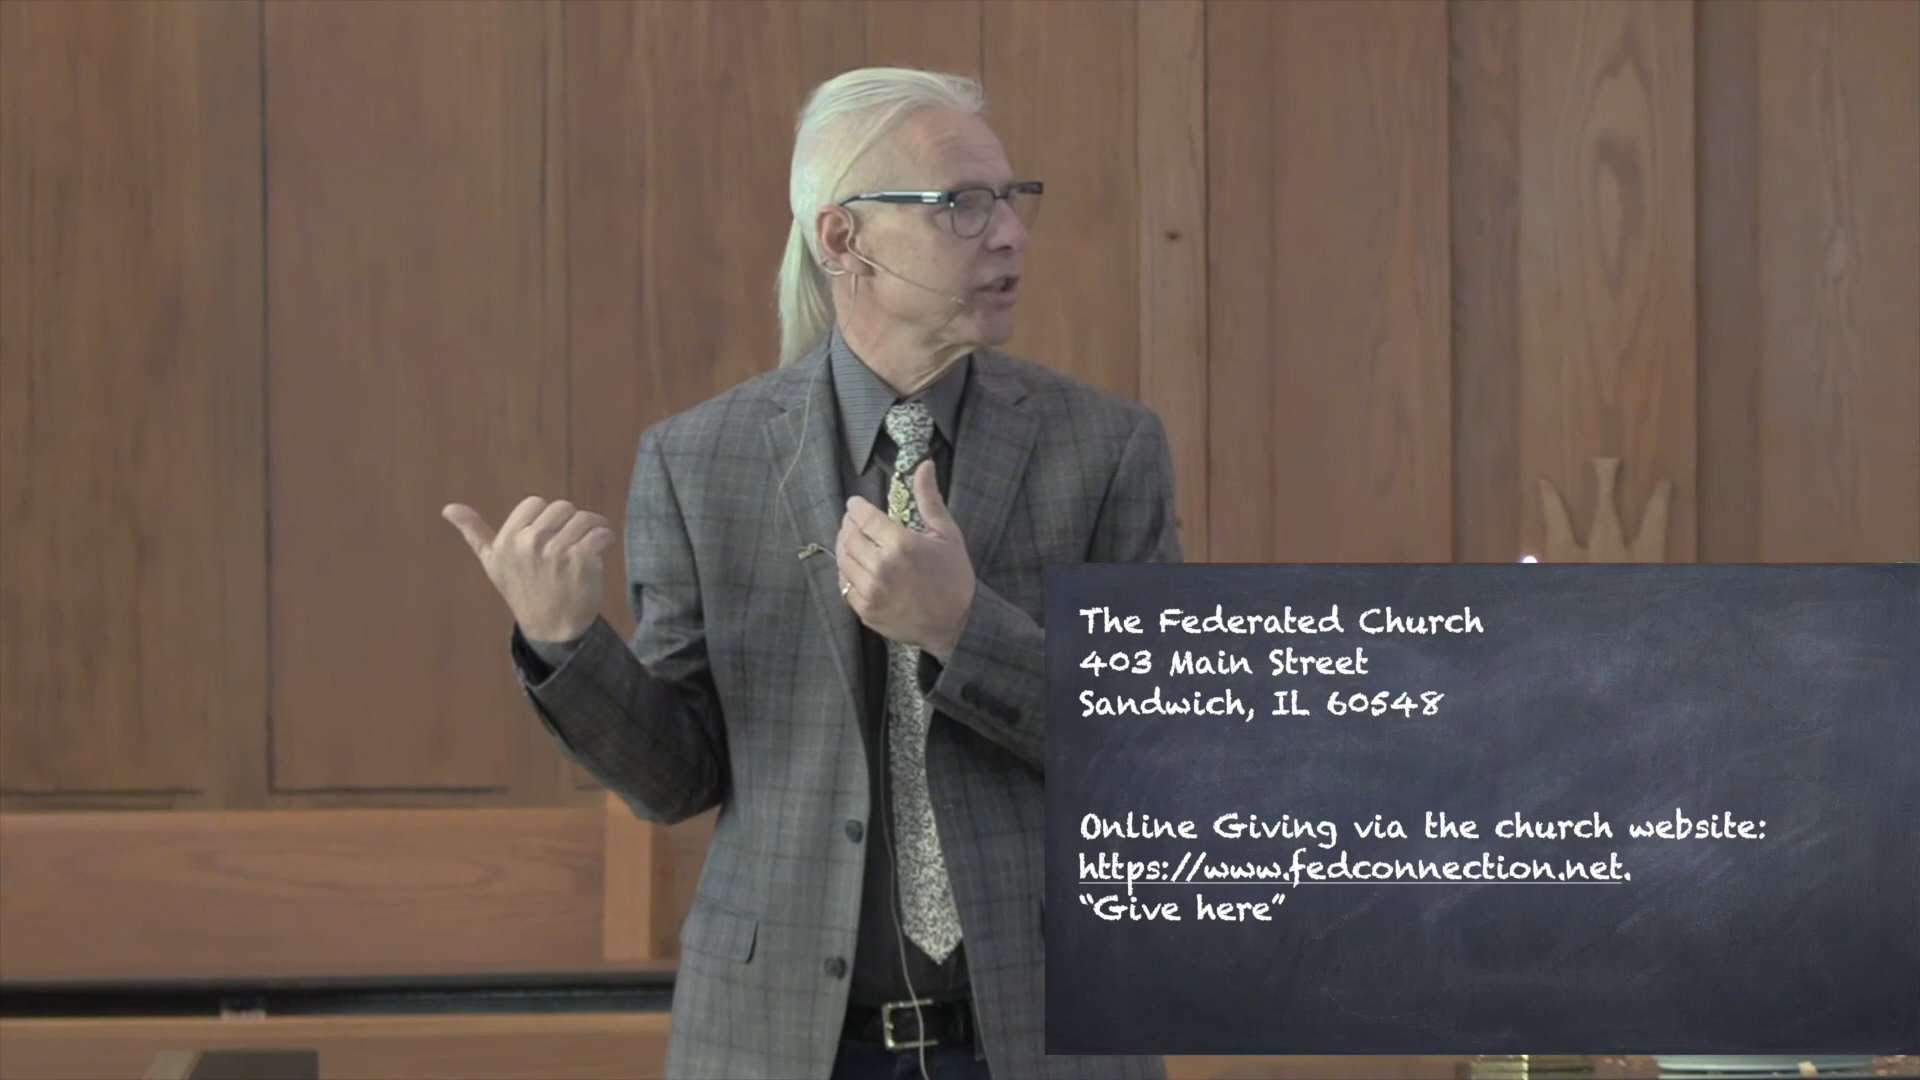 The Federated Church
403 Main Street
Sandwich, IL 60548
Online Giving via the church website:
https://www.fedconnection.net.
“Give here”